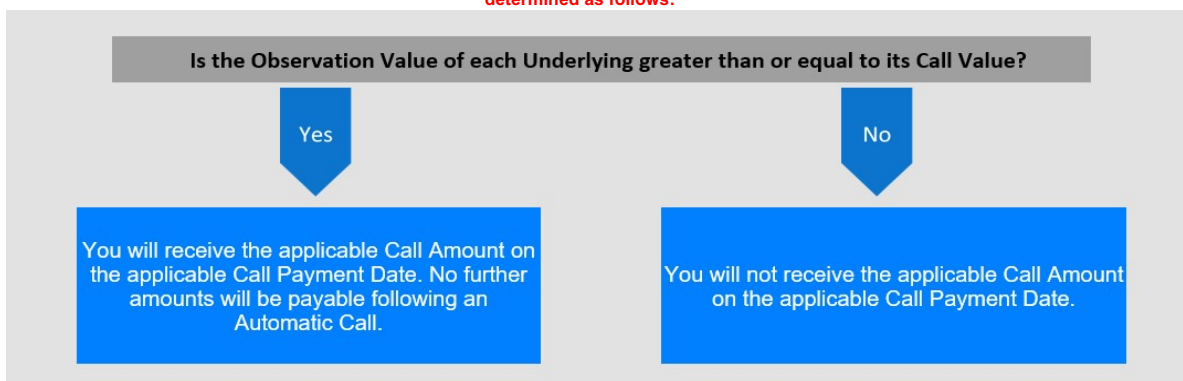 determined as follows:
Is the Observation Value of each Underlying greater than or equal to its Call Value?
Yes
No
You will receive the applicable Call Amount on
the applicable Call Payment Date. No further
amounts will be payable following an
Automatic Call.
You will not receive the applicable Call Amount
on the applicable Call Payment Date.